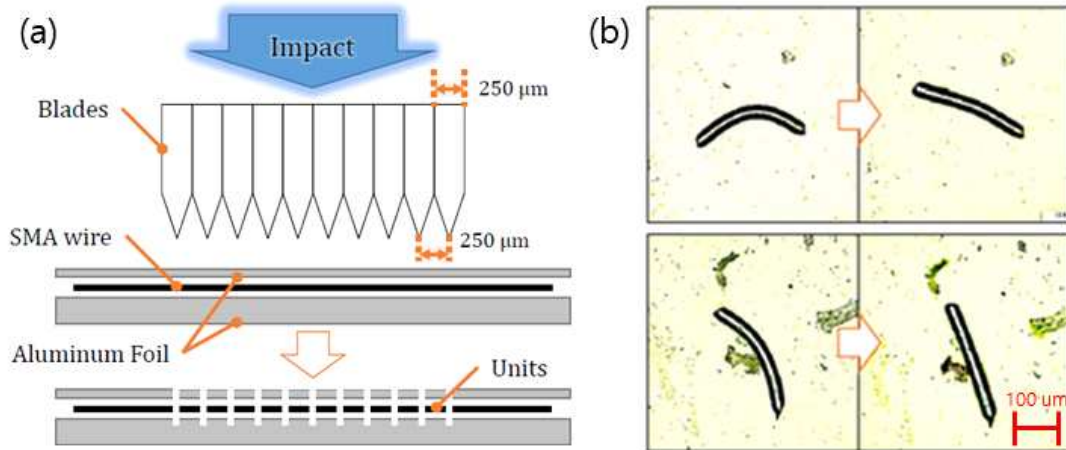 (a)
Impact
250 μm
Blades
SMA wire
250 μm
Aluminum Foil
Units
(b)
100 um